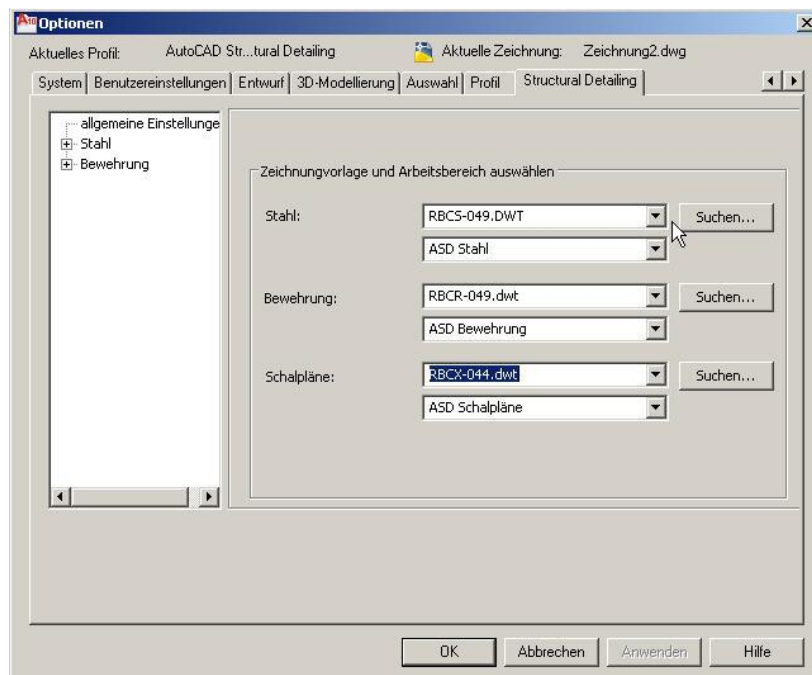 Optionen
Aktuelles Profil: AutoCAD Str...tural Detailing Aktuelle Zeichnung: Zeichnung2.dwg
System Benutzereinstellungen Entwurf 3D-Modellierung Auswahl Profil Structural Detailing
allgemeine Einstellunge
Stahl
Bewehrung
Zeichnungvorlage und Arbeitsbereich auswählen
Stahl: RBCS-049.DWT Suchen...
ASD Stahl
Bewehrung: RBCR-049.dwt Suchen...
ASD Bewehrung
Schalpläne: RBCX-044.dwt Suchen...
ASD Schalpläne
OK Abbrechen Anwenden Hilfe